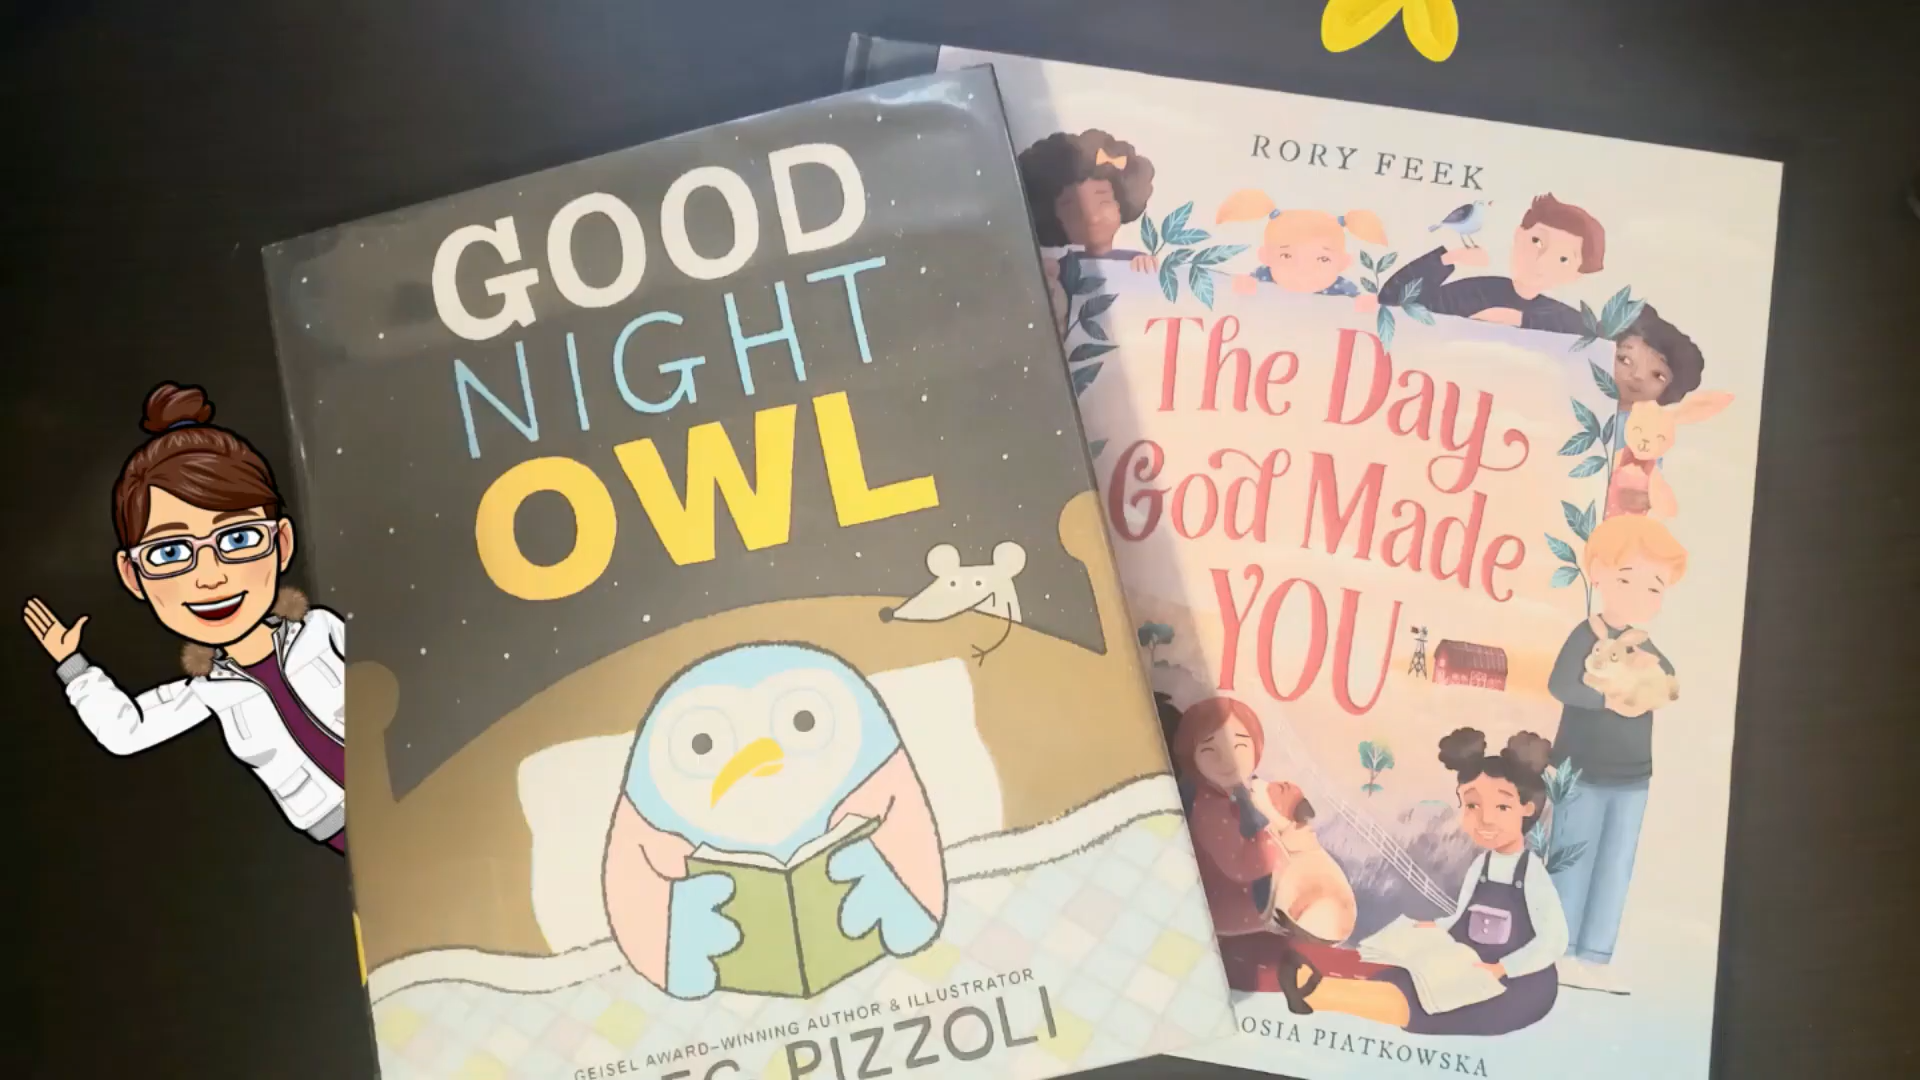 GOOD
NIGHT
OWL
GEISEL AWARD–WINNING AUTHOR & ILLUSTRATOR
PIZZOLI
RORY FEEK
The Day
God Made
YOU
OSIA PIATKOWSKA